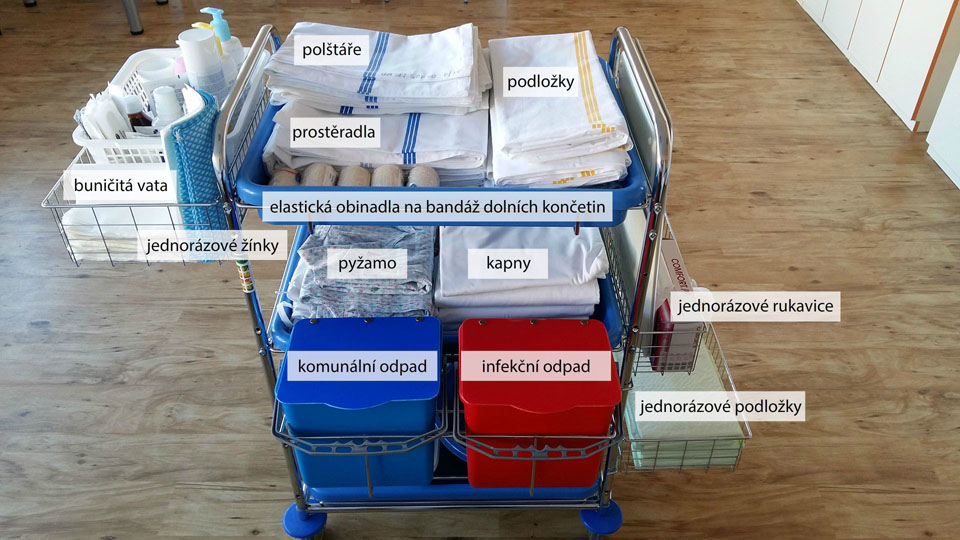 polštáře
podložky
prostěradla
buničitá vata
elastická obinadla na bandáž dolních končetin
jednorázové žínky
pyžamo
kapny
COMFORT
jednorázové rukavice
komunální odpad
infekční odpad
jednorázové podložky